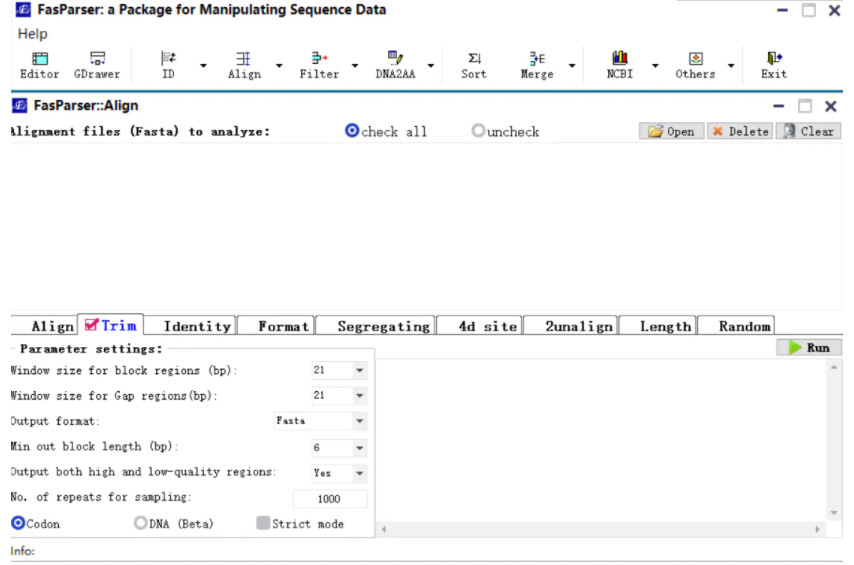 FasParser: a Package for Manipulating Sequence Data
Help
Editor GDrawer ID Align Filter DNA2AA Sort Merge NCBI Others Exit
FasParser::Align
Alignment files (Fasta) to analyze: check all uncheck Open Delete Clear
Align Trim Identity Format Segregating 4d site 2unalign Length Random
Parameter settings: Run
Window size for block regions (bp): 21
Window size for Gap regions(bp): 21
Output format: Fasta
Min out block length (bp): 6
Output both high and low-quality regions: Yes
No. of repeats for sampling: 1000
Codon DNA (Beta) Strict mode
Info: